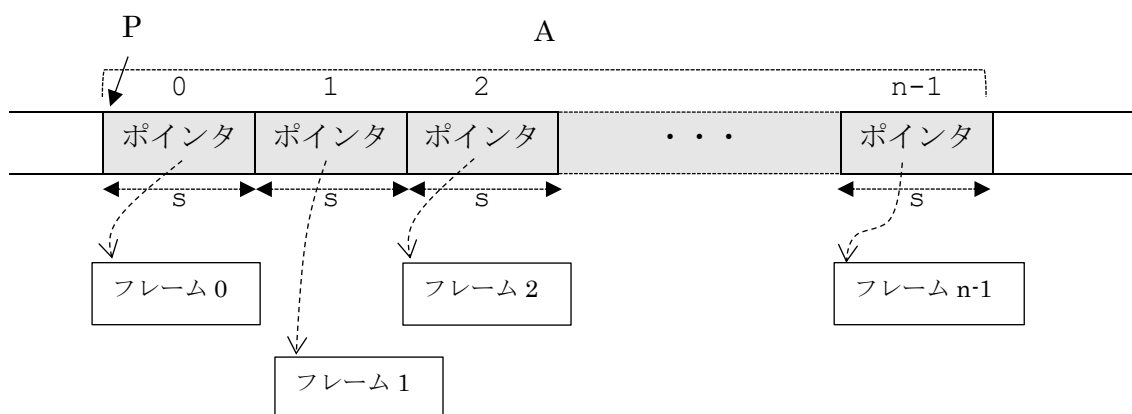 P A
0 1 2 n-1
ポインタ ポインタ ポインタ ・・・ ポインタ
s s s s
フレーム 0 フレーム 2 フレーム n-1
フレーム 1